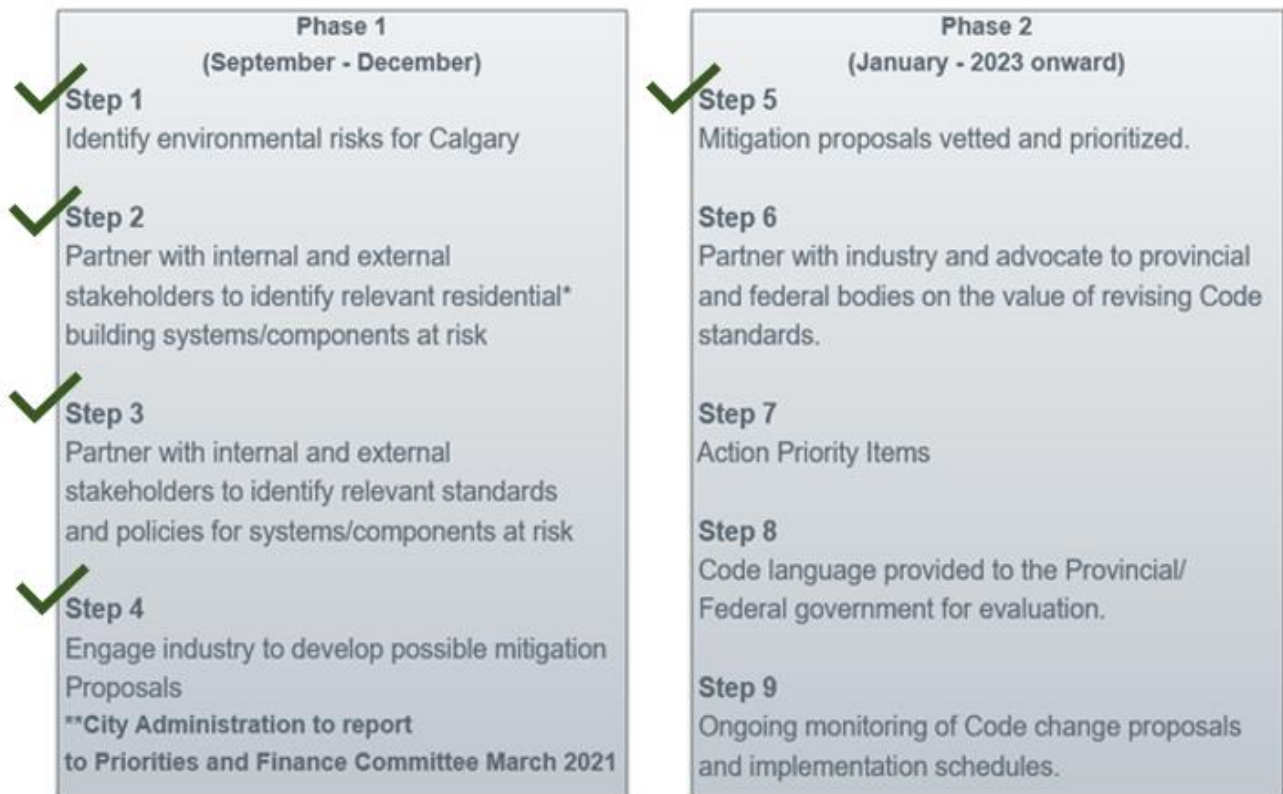 Phase 1
(September - December)
Step 1
Identify environmental risks for Calgary
Step 2
Partner with internal and external
stakeholders to identify relevant residential*
building systems/components at risk
Step 3
Partner with internal and external
stakeholders to identify relevant standards
and policies for systems/components at risk
Step 4
Engage industry to develop possible mitigation
Proposals
**City Administration to report
to Priorities and Finance Committee March 2021
Phase 2
(January - 2023 onward)
Step 5
Mitigation proposals vetted and prioritized.
Step 6
Partner with industry and advocate to provincial
and federal bodies on the value of revising Code
standards.
Step 7
Action Priority Items
Step 8
Code language provided to the Provincial/
Federal government for evaluation.
Step 9
Ongoing monitoring of Code change proposals
and implementation schedules.